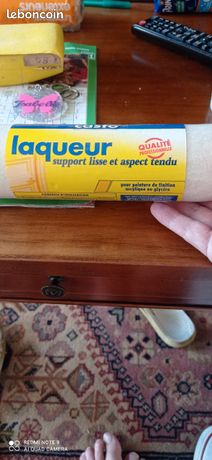 leboncoin
laqueur
QUALITÉ
PROFESSIONNELLE
support lisse et aspect tendu
pour peinture de finition
acrylique ou glycéro
REDMI NOTE 9
AI QUAD CAMERA